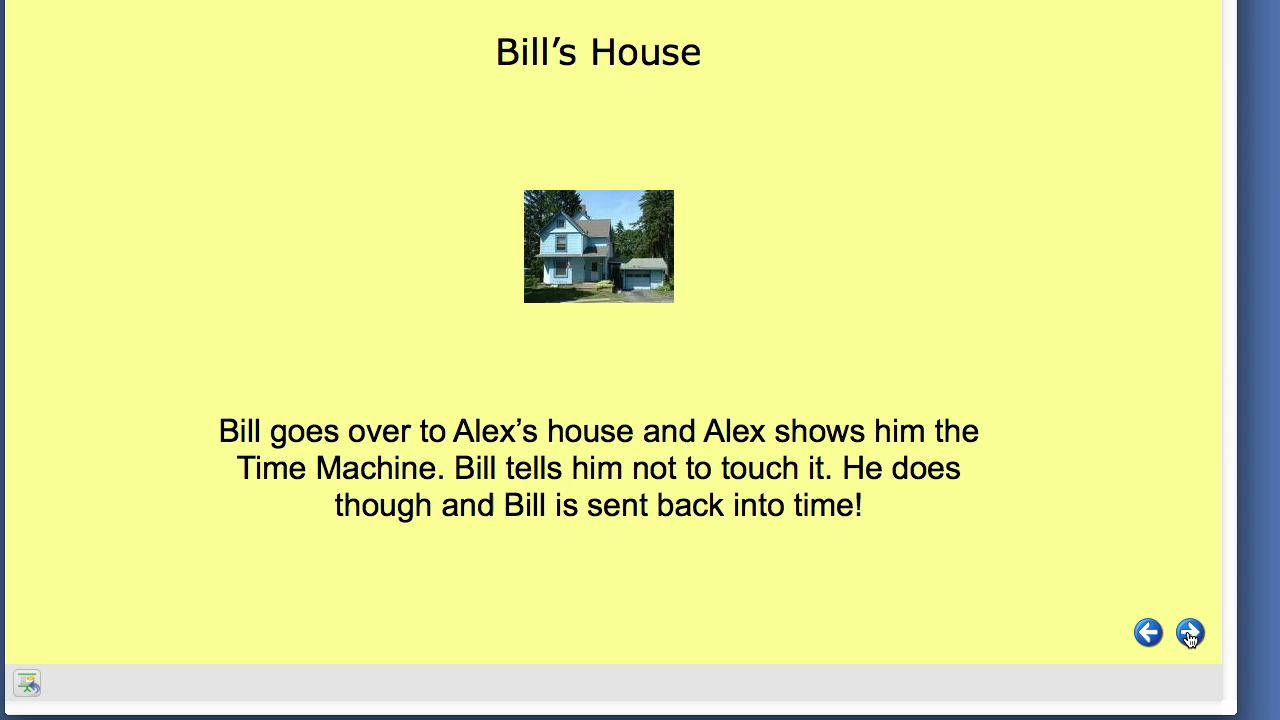 Bill’s House
Bill goes over to Alex’s house and Alex shows him the
Time Machine. Bill tells him not to touch it. He does
though and Bill is sent back into time!